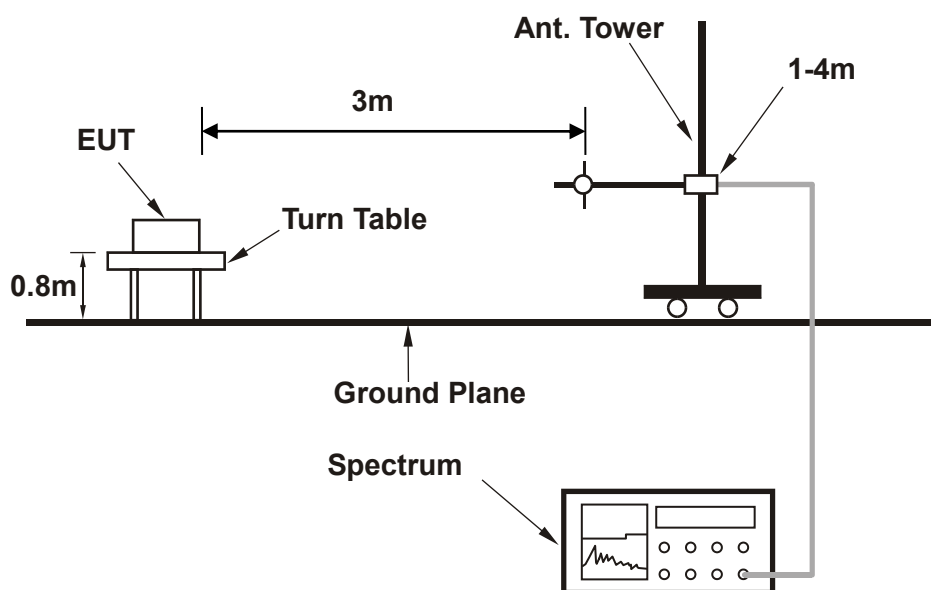 Ant. Tower
1-4m
3m
EUT
Turn Table
0.8m
Ground Plane
Spectrum